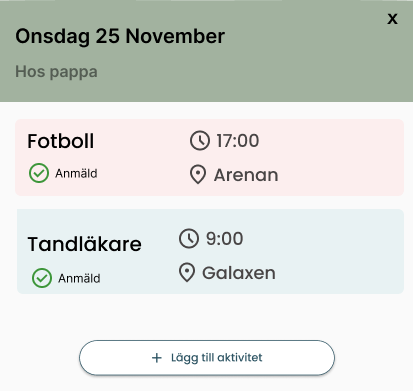 x
Onsdag 25 November
Hos pappa
Fotboll
17:00
Anmäld
Arenan
Tandläkare
9:00
Anmäld
Galaxen
+ Lägg till aktivitet